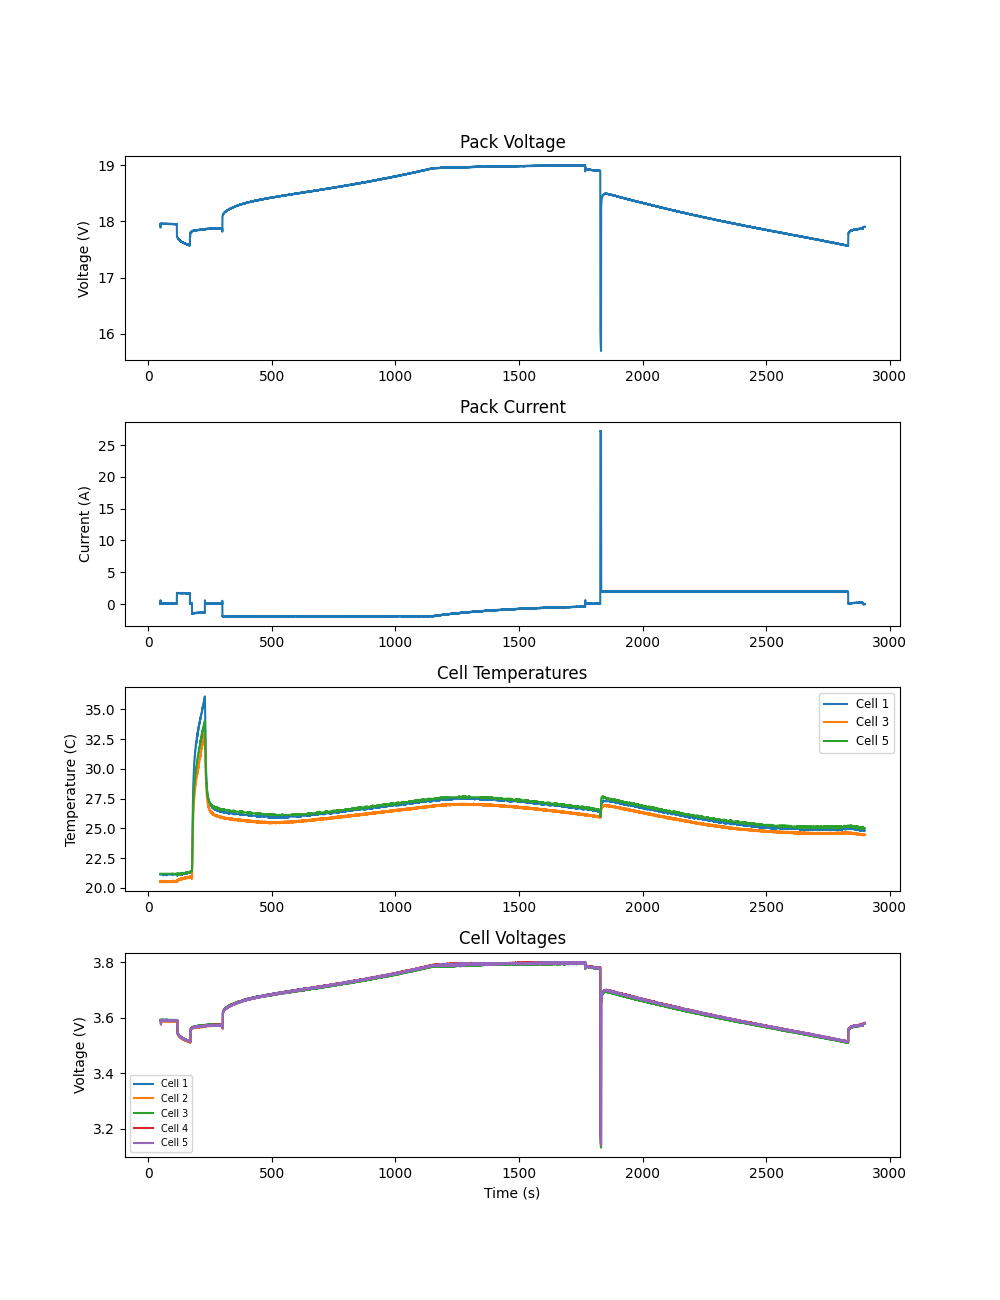 Pack Voltage
19
18
17
16
Voltage (V)
0 500 1000 1500 2000 2500 3000
Pack Current
25
20
15
10
5
0
Current (A)
0 500 1000 1500 2000 2500 3000
Cell Temperatures
35.0
32.5
30.0
27.5
25.0
22.5
20.0
Temperature (C)
Cell 1
Cell 3
Cell 5
0 500 1000 1500 2000 2500 3000
Cell Voltages
3.8
3.6
3.4
3.2
Voltage (V)
Cell 1
Cell 2
Cell 3
Cell 4
Cell 5
0 500 1000 1500 2000 2500 3000
Time (s)